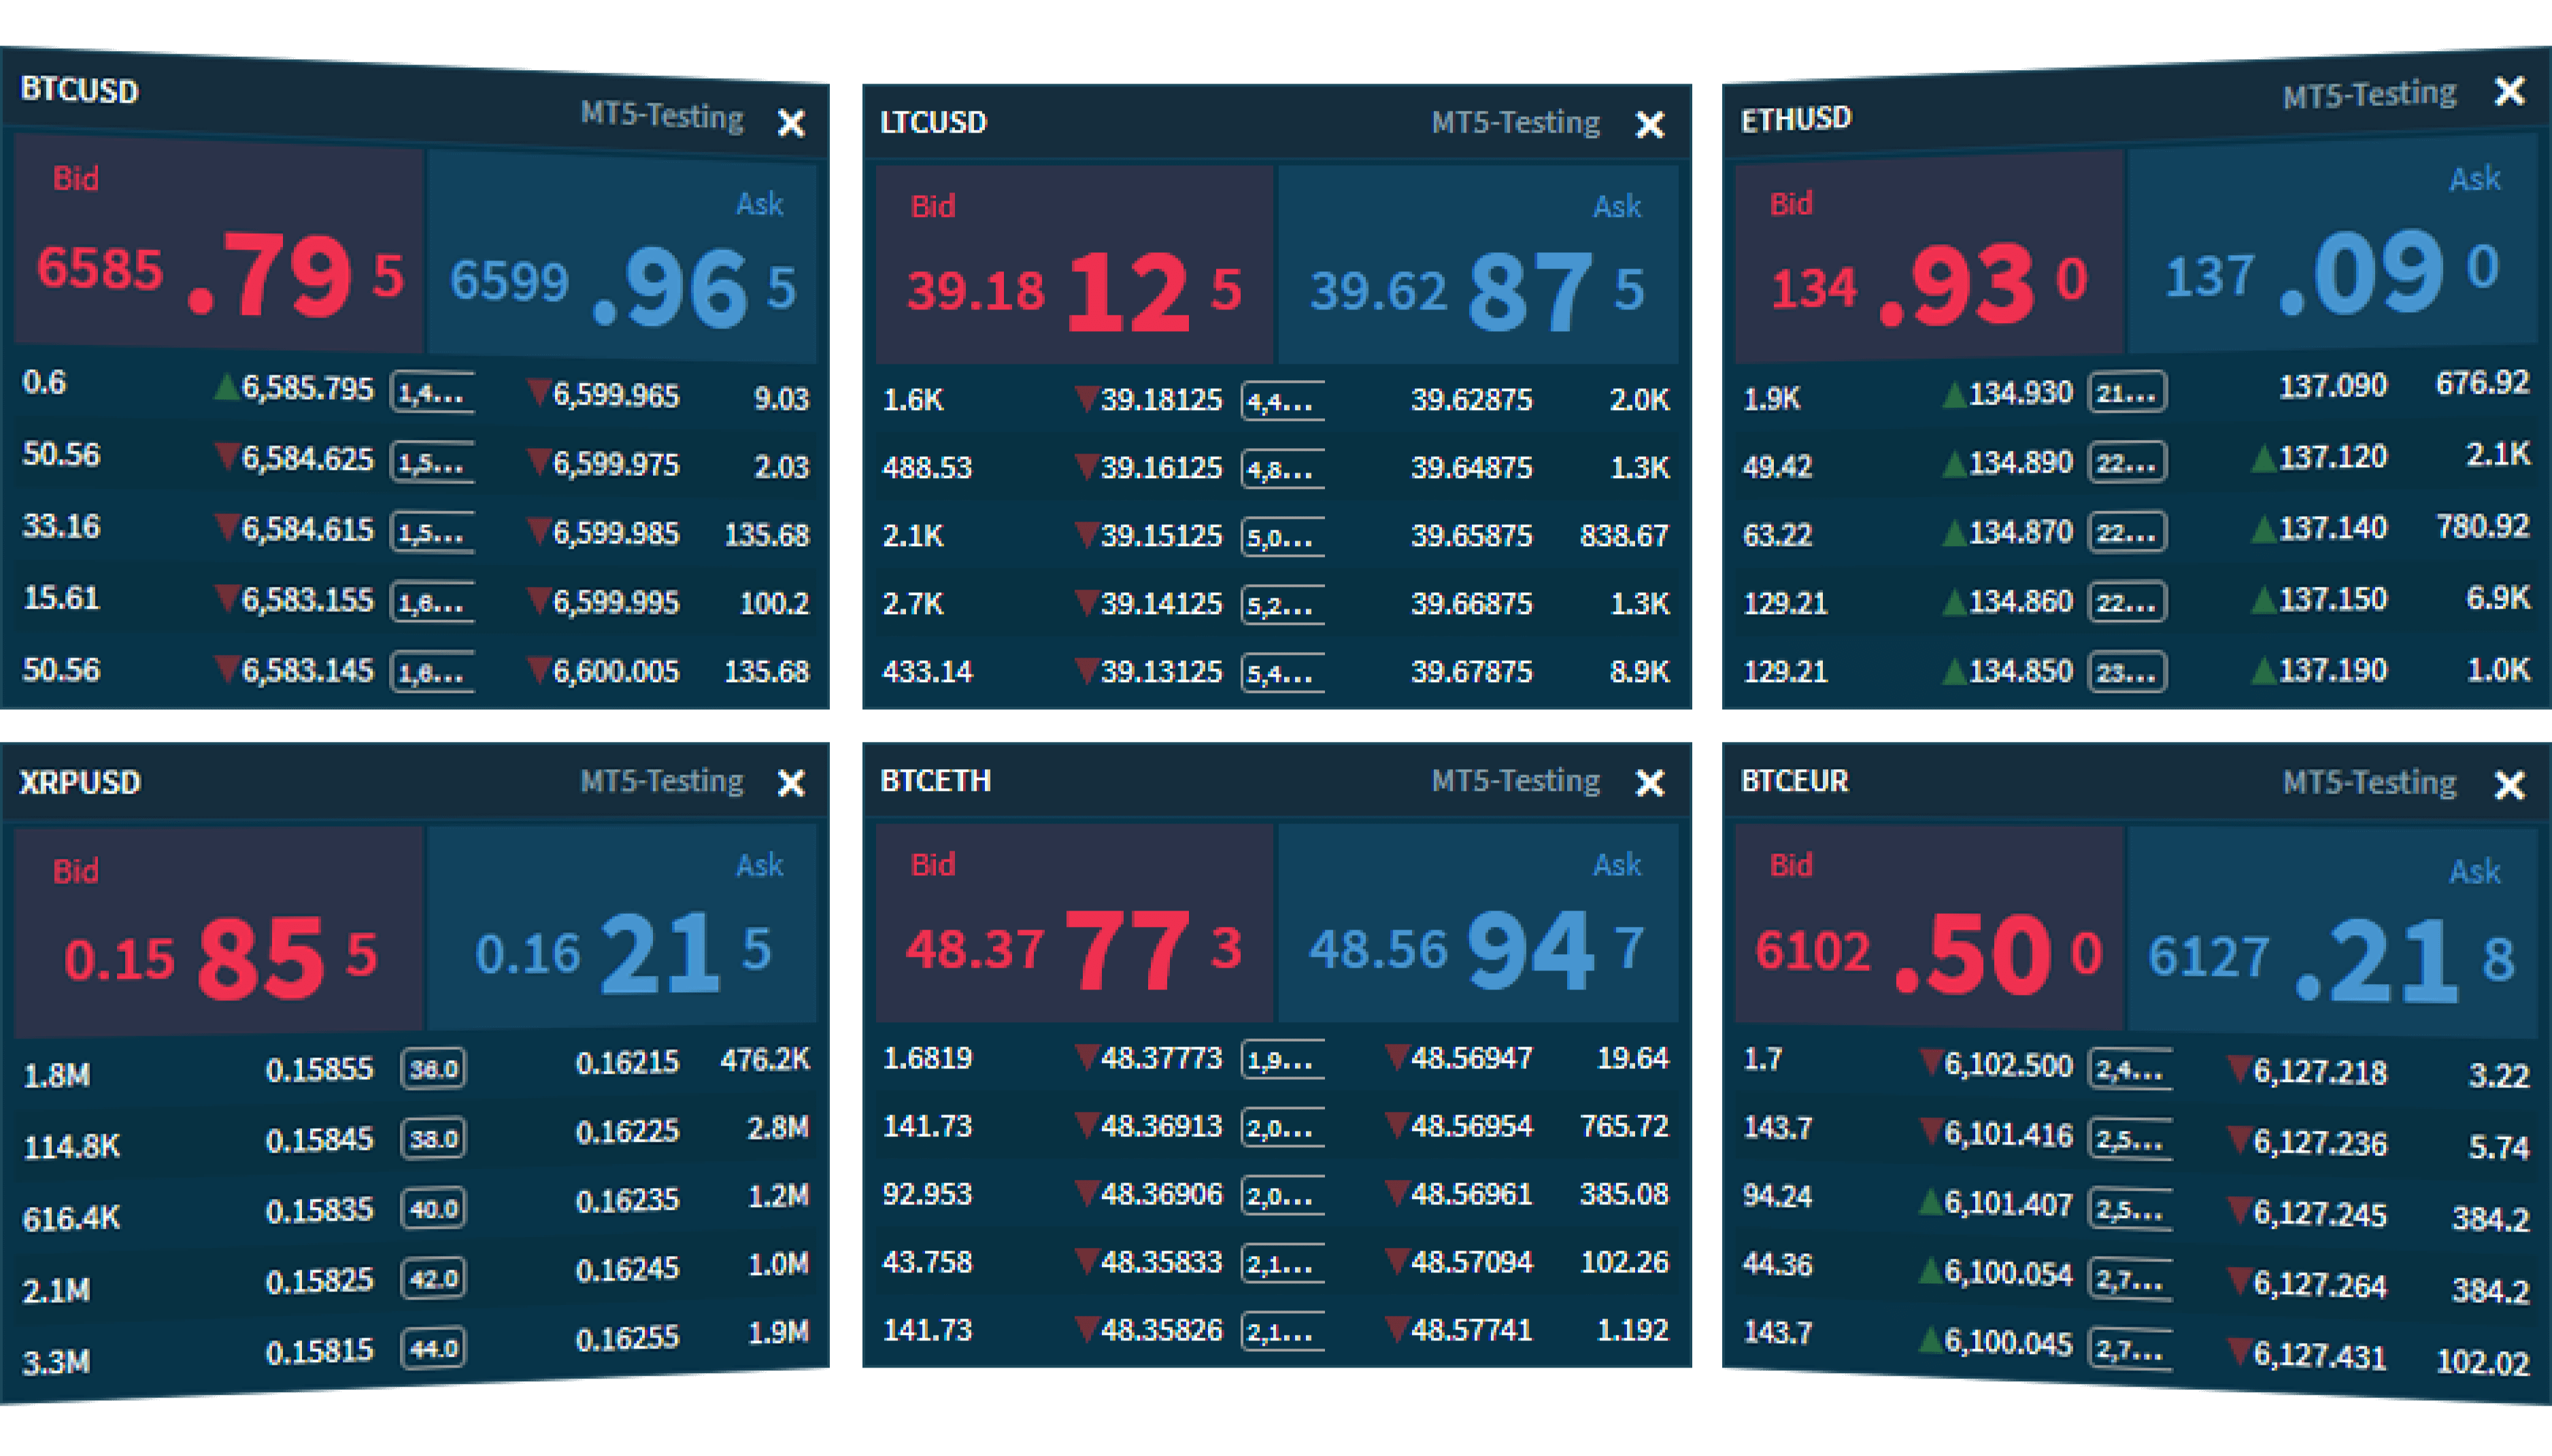 BTCUSD MT5-Testing ✕
Bid Ask
6585 .79 5 6599 .96 5
0.6 ▲6,585.795 1,4... ▼6,599.965 9.03
50.56 ▼6,584.625 1,5... ▼6,599.975 2.03
33.16 ▼6,584.615 1,5... ▼6,599.985 135.68
15.61 ▼6,583.155 1,6... ▼6,599.995 100.2
50.56 ▼6,583.145 1,6... ▼6,600.005 135.68
LTCUSD MT5-Testing ✕
Bid Ask
39.18 12 5 39.62 87 5
1.6K ▼39.18125 4,4... 39.62875 2.0K
488.53 ▼39.16125 4,8... 39.64875 1.3K
2.1K ▼39.15125 5,0... 39.65875 838.67
2.7K ▼39.14125 5,2... 39.66875 1.3K
433.14 ▼39.13125 5,4... 39.67875 8.9K
ETHUSD MT5-Testing ✕
Bid Ask
134 .93 0 137 .09 0
1.9K ▲134.930 21... 137.090 676.92
49.42 ▲134.890 22... ▲137.120 2.1K
63.22 ▲134.870 22... ▲137.140 780.92
129.21 ▲134.860 22... ▲137.150 6.9K
129.21 ▲134.850 23... ▲137.190 1.0K
XRPUSD MT5-Testing ✕
Bid Ask
0.15 85 5 0.16 21 5
1.8M 0.15855 36.0 0.16215 476.2K
114.8K 0.15845 38.0 0.16225 2.8M
616.4K 0.15835 40.0 0.16235 1.2M
2.1M 0.15825 42.0 0.16245 1.0M
3.3M 0.15815 44.0 0.16255 1.9M
BTCETH MT5-Testing ✕
Bid Ask
48.37 77 3 48.56 94 7
1.6819 ▼48.37773 1,9... ▼48.56947 19.64
141.73 ▼48.36913 2,0... ▼48.56954 765.72
92.953 ▼48.36906 2,0... ▼48.56961 385.08
43.758 ▼48.35833 2,1... ▼48.57094 102.26
141.73 ▼48.35826 2,1... ▼48.57741 1.192
BTCEUR MT5-Testing ✕
Bid Ask
6102 .50 0 6127 .21 8
1.7 ▼6,102.500 2,4... ▼6,127.218 3.22
143.7 ▼6,101.416 2,5... ▼6,127.236 5.74
94.24 ▲6,101.407 2,5... ▼6,127.245 384.2
44.36 ▲6,100.054 2,7... ▼6,127.264 384.2
143.7 ▲6,100.045 2,7... ▼6,127.431 102.02